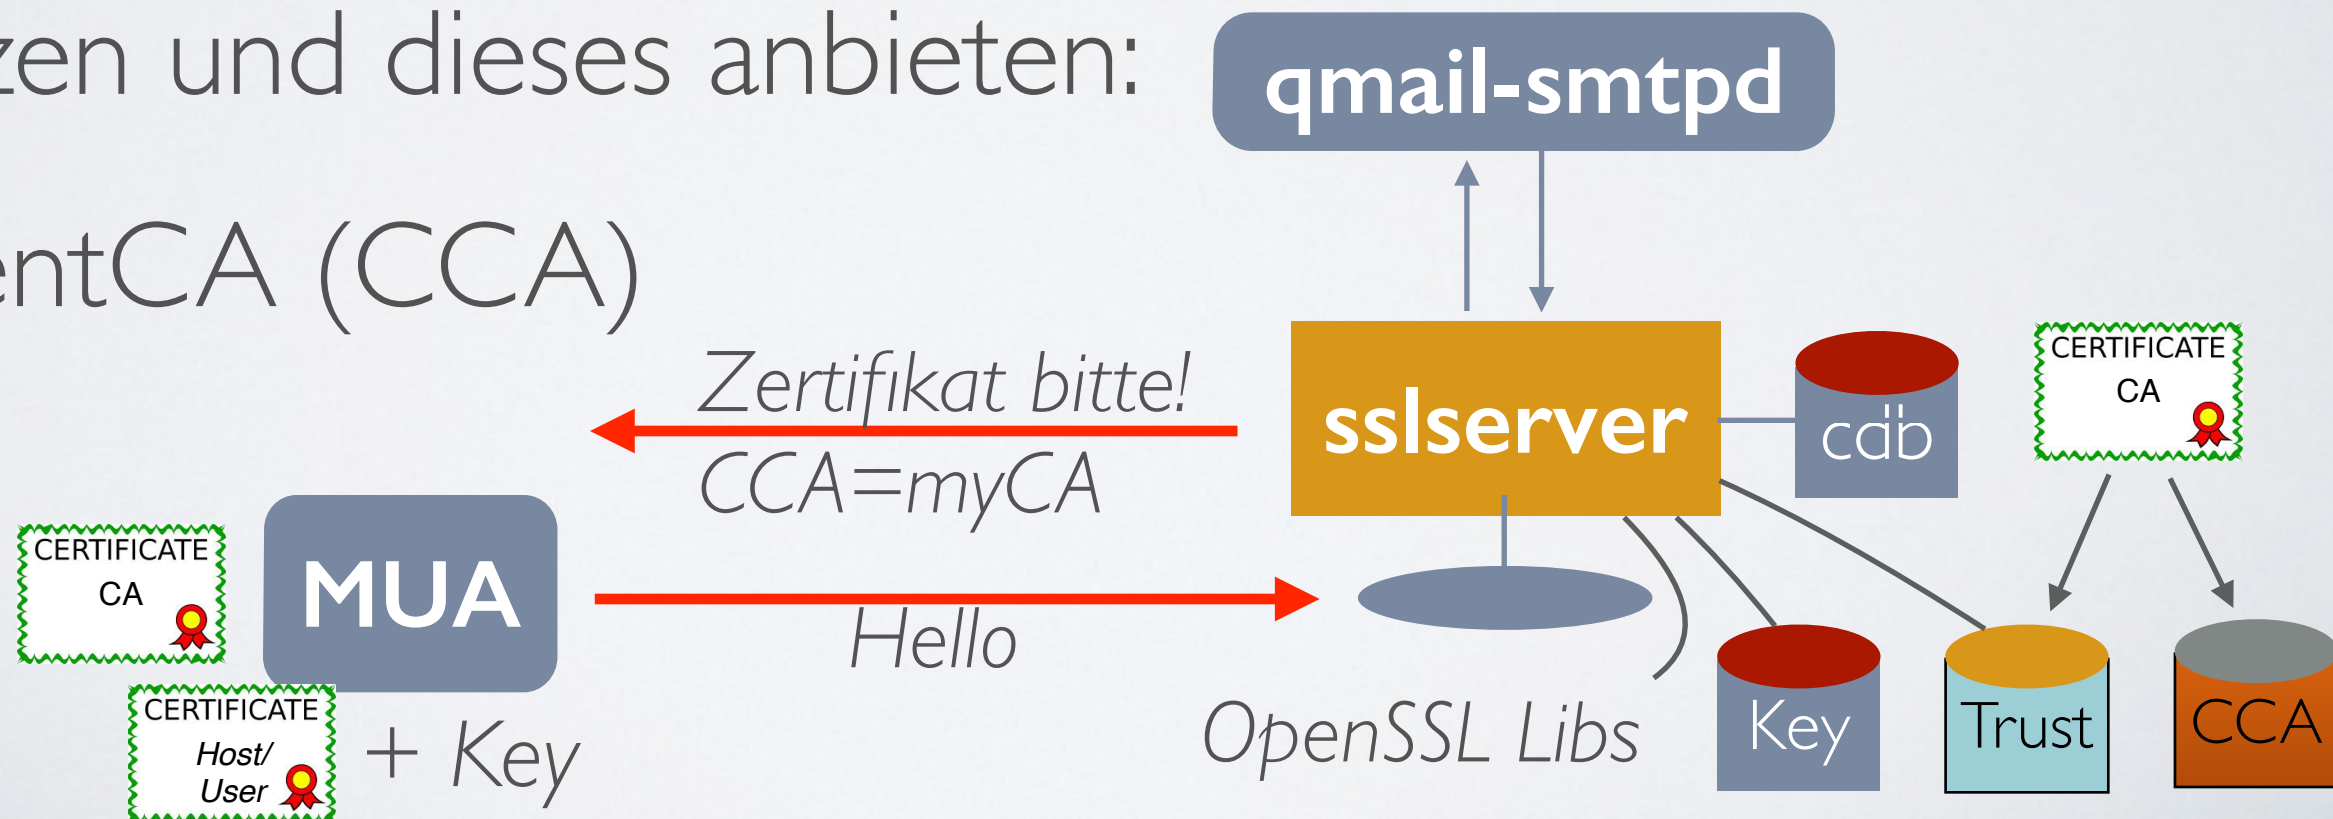 zen und dieses anbieten:
qmail-smtpd
entCA (CCA)
Zertifikat bitte!
CCA=myCA
sslserver
cdb
CERTIFICATE
CA
CERTIFICATE
CA
MUA
Hello
CERTIFICATE
Host/
User
+ Key
OpenSSL Libs
Key
Trust
CCA